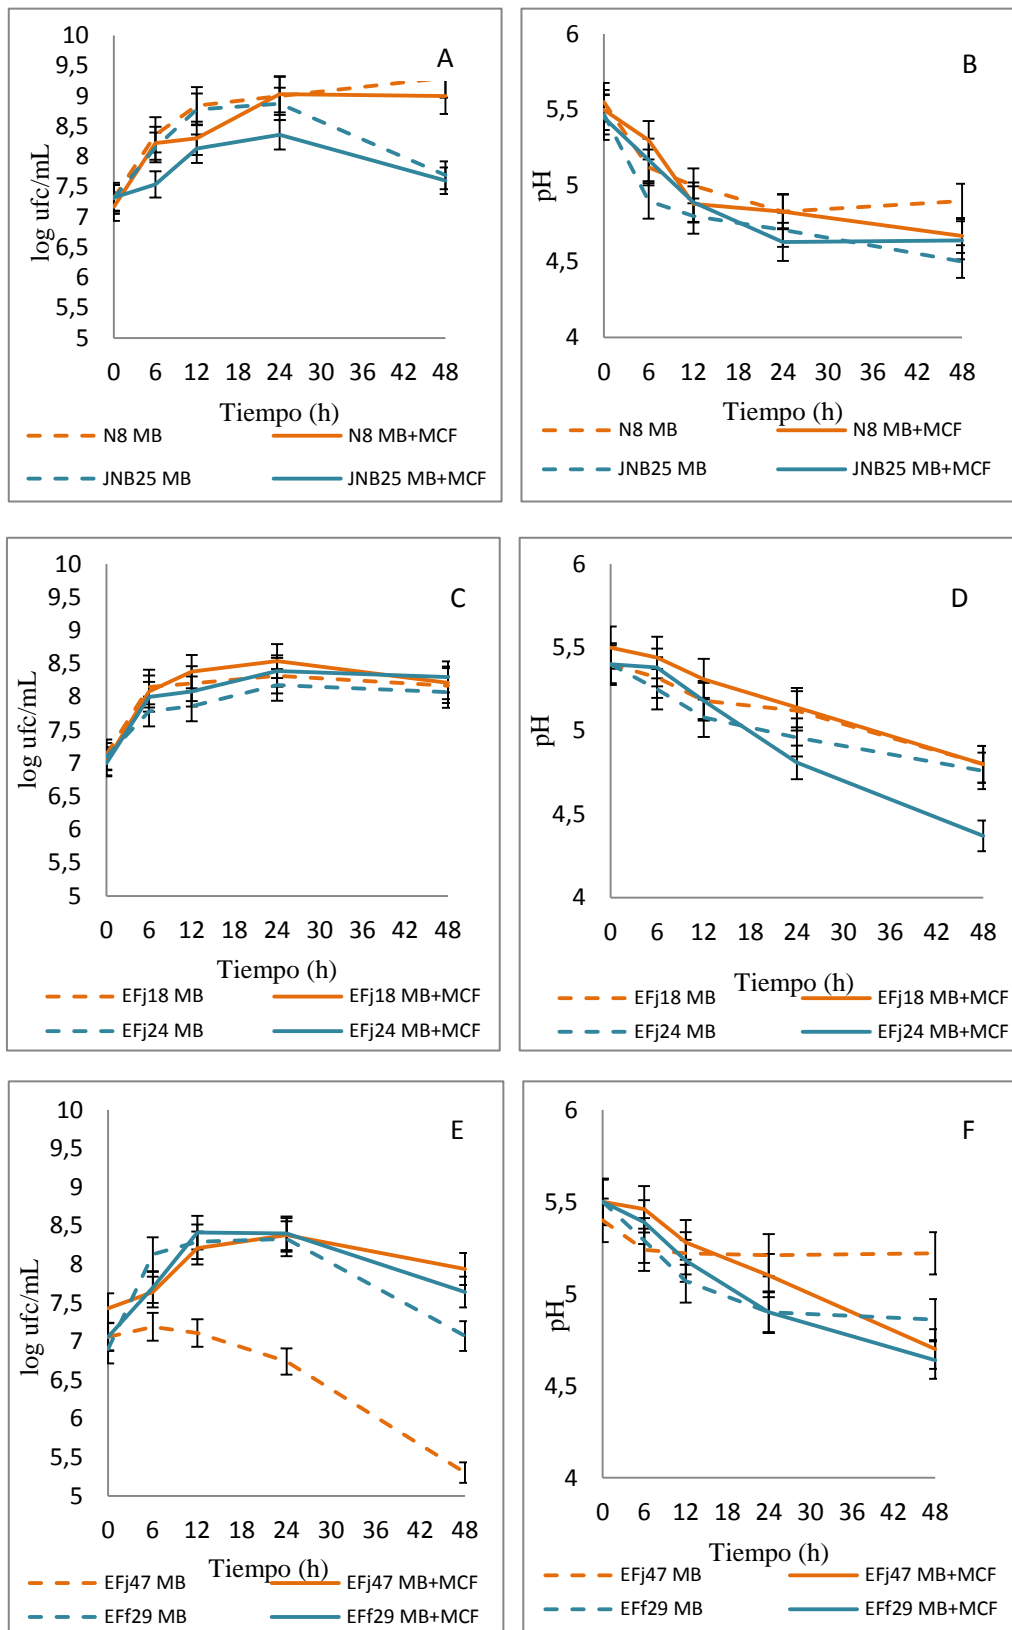 A
log ufc/mL
10
9,5
9
8,5
8
7,5
7
6,5
6
5,5
5
0 6 12 18 24 30 36 42 48
Tiempo (h)
N8 MB N8 MB+MCF
JNB25 MB JNB25 MB+MCF
B
pH
6
5,5
5
4,5
4
0 6 12 18 24 30 36 42 48
Tiempo (h)
N8 MB N8 MB+MCF
JNB25 MB JNB25 MB+MCF
C
log ufc/mL
10
9,5
9
8,5
8
7,5
7
6,5
6
5,5
5
0 6 12 18 24 30 36 42 48
Tiempo (h)
EFj18 MB EFj18 MB+MCF
EFj24 MB EFj24 MB+MCF
D
pH
6
5,5
5
4,5
4
0 6 12 18 24 30 36 42 48
Tiempo (h)
EFj18 MB EFj18 MB+MCF
EFj24 MB EFj24 MB+MCF
E
log ufc/mL
10
9,5
9
8,5
8
7,5
7
6,5
6
5,5
5
0 6 12 18 24 30 36 42 48
Tiempo (h)
EFj47 MB EFj47 MB+MCF
EFf29 MB EFf29 MB+MCF
F
pH
6
5,5
5
4,5
4
0 6 12 18 24 30 36 42 48
Tiempo (h)
EFj47 MB EFj47 MB+MCF
EFf29 MB EFf29 MB+MCF